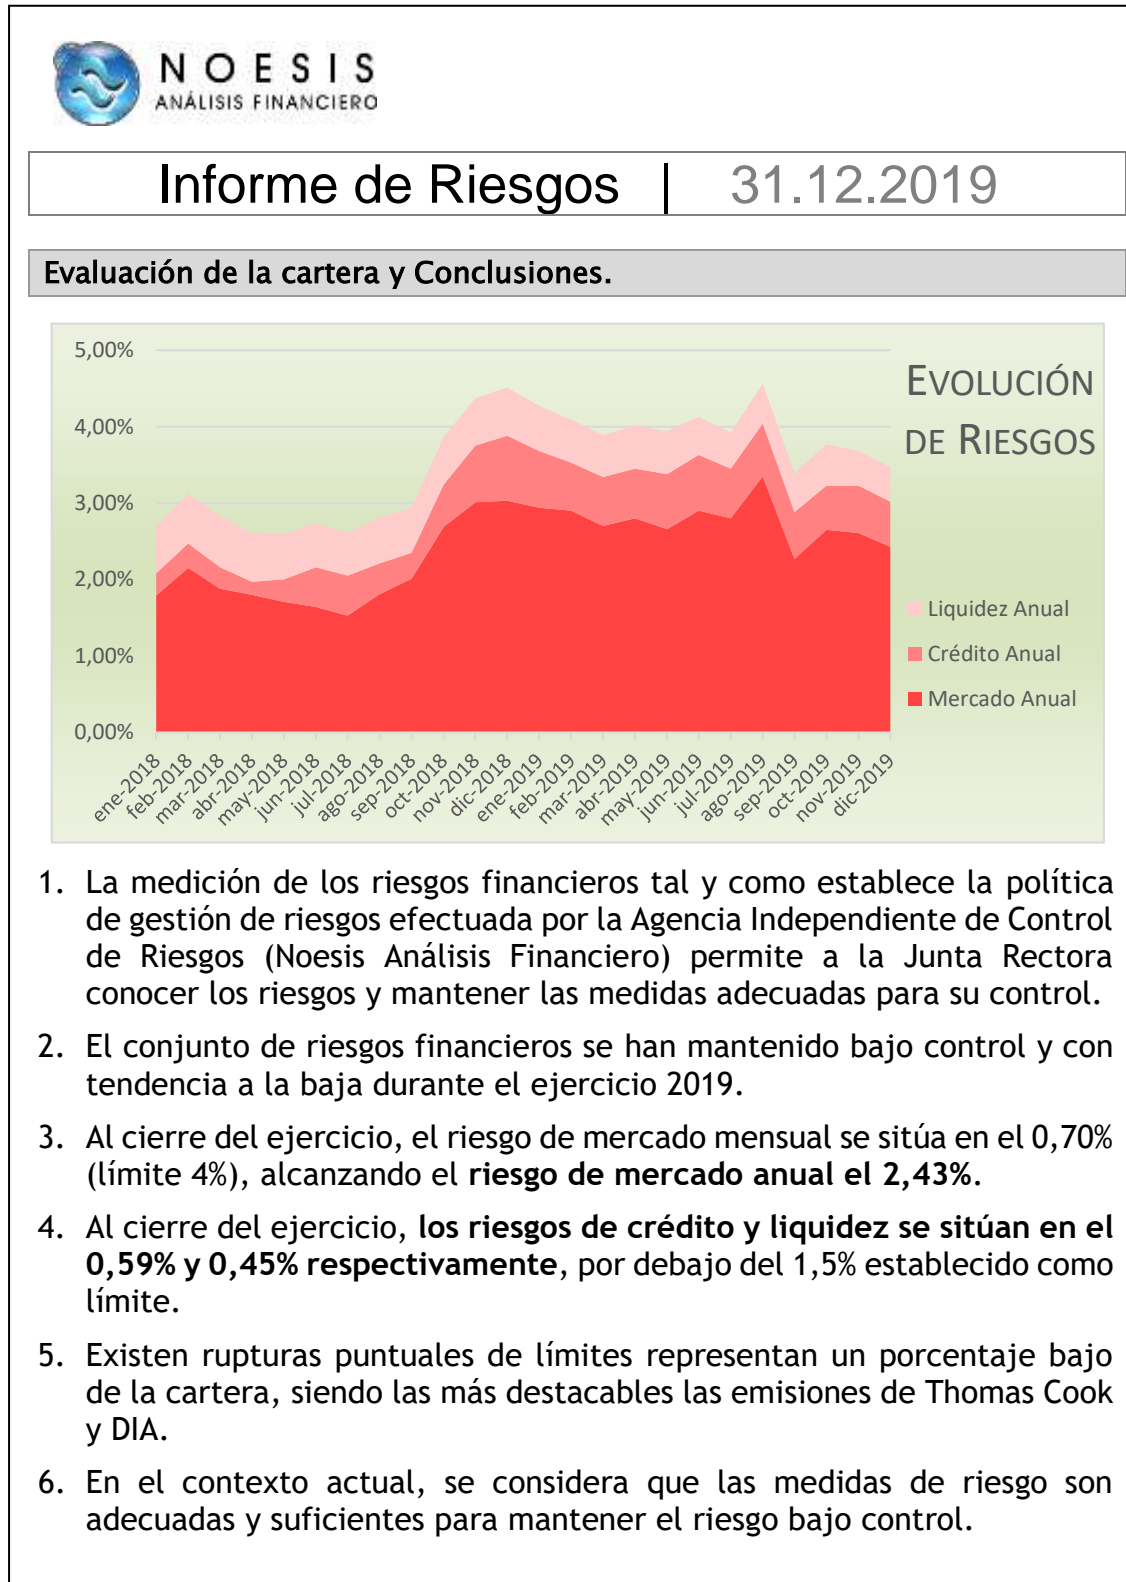 NOESIS
ANÁLISIS FINANCIERO
Informe de Riesgos | 31.12.2019
Evaluación de la cartera y Conclusiones.
EVOLUCIÓN
DE RIESGOS
5,00%
4,00%
3,00%
2,00%
1,00%
0,00%
Liquidez Anual
Crédito Anual
Mercado Anual
ene-2018
feb-2018
mar-2018
abr-2018
may-2018
jun-2018
jul-2018
ago-2018
sep-2018
oct-2018
nov-2018
dic-2018
ene-2019
feb-2019
mar-2019
abr-2019
may-2019
jun-2019
jul-2019
ago-2019
sep-2019
oct-2019
nov-2019
dic-2019
1. La medición de los riesgos financieros tal y como establece la política
de gestión de riesgos efectuada por la Agencia Independiente de Control
de Riesgos (Noesis Análisis Financiero) permite a la Junta Rectora
conocer los riesgos y mantener las medidas adecuadas para su control.
2. El conjunto de riesgos financieros se han mantenido bajo control y con
tendencia a la baja durante el ejercicio 2019.
3. Al cierre del ejercicio, el riesgo de mercado mensual se sitúa en el 0,70%
(límite 4%), alcanzando el riesgo de mercado anual el 2,43%.
4. Al cierre del ejercicio, los riesgos de crédito y liquidez se sitúan en el
0,59% y 0,45% respectivamente, por debajo del 1,5% establecido como
límite.
5. Existen rupturas puntuales de límites representan un porcentaje bajo
de la cartera, siendo las más destacables las emisiones de Thomas Cook
y DIA.
6. En el contexto actual, se considera que las medidas de riesgo son
adecuadas y suficientes para mantener el riesgo bajo control.